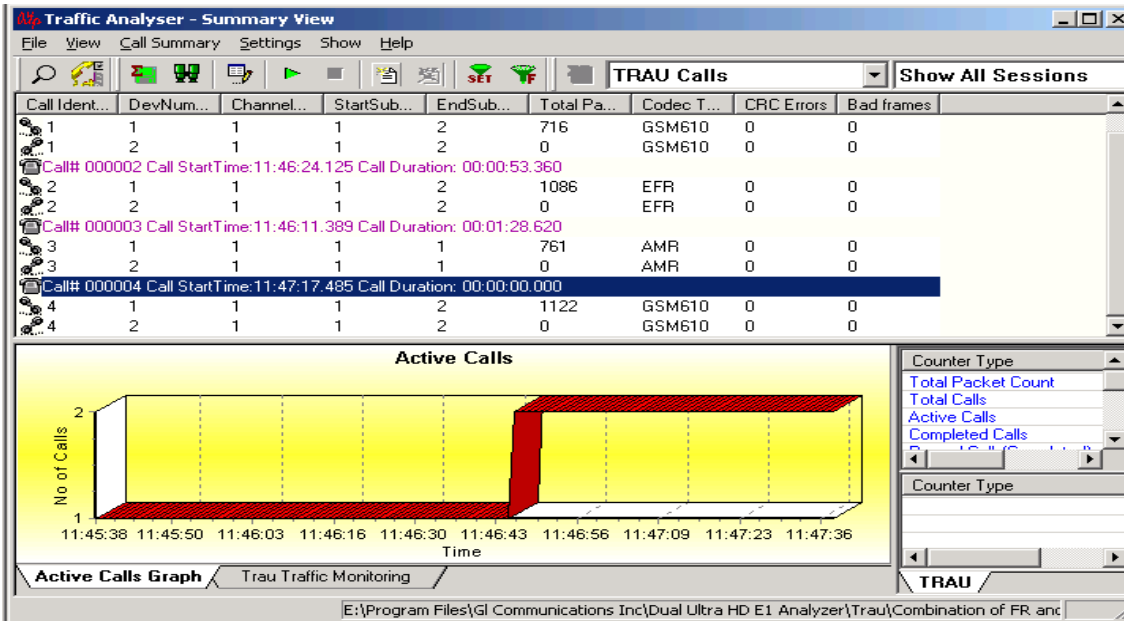 Traffic Analyser - Summary View
File View Call Summary Settings Show Help
SET F TRAU Calls Show All Sessions
Call Ident... DevNum... Channel... StartSub... EndSub... Total Pa... Codec T... CRC Errors Bad frames
1 1 1 1 2 716 GSM610 0 0
1 2 1 1 2 0 GSM610 0 0
Call# 000002 Call StartTime:11:46:24.125 Call Duration: 00:00:53.360
2 1 1 1 2 1086 EFR 0 0
2 2 1 1 2 0 EFR 0 0
Call# 000003 Call StartTime:11:46:11.389 Call Duration: 00:01:28.620
3 1 1 1 1 761 AMR 0 0
3 2 1 1 1 0 AMR 0 0
Call# 000004 Call StartTime:11:47:17.485 Call Duration: 00:00:00.000
4 1 1 1 2 1122 GSM610 0 0
4 2 1 1 2 0 GSM610 0 0
Active Calls
2
No of Calls
1
11:45:38 11:45:50 11:46:03 11:46:16 11:46:30 11:46:43 11:46:56 11:47:09 11:47:23 11:47:36
Time
Active Calls Graph Trau Traffic Monitoring
Counter Type
Total Packet Count
Total Calls
Active Calls
Completed Calls
Counter Type
TRAU
E:\Program Files\Gl Communications Inc\Dual Ultra HD E1 Analyzer\Trau\Combination of FR and